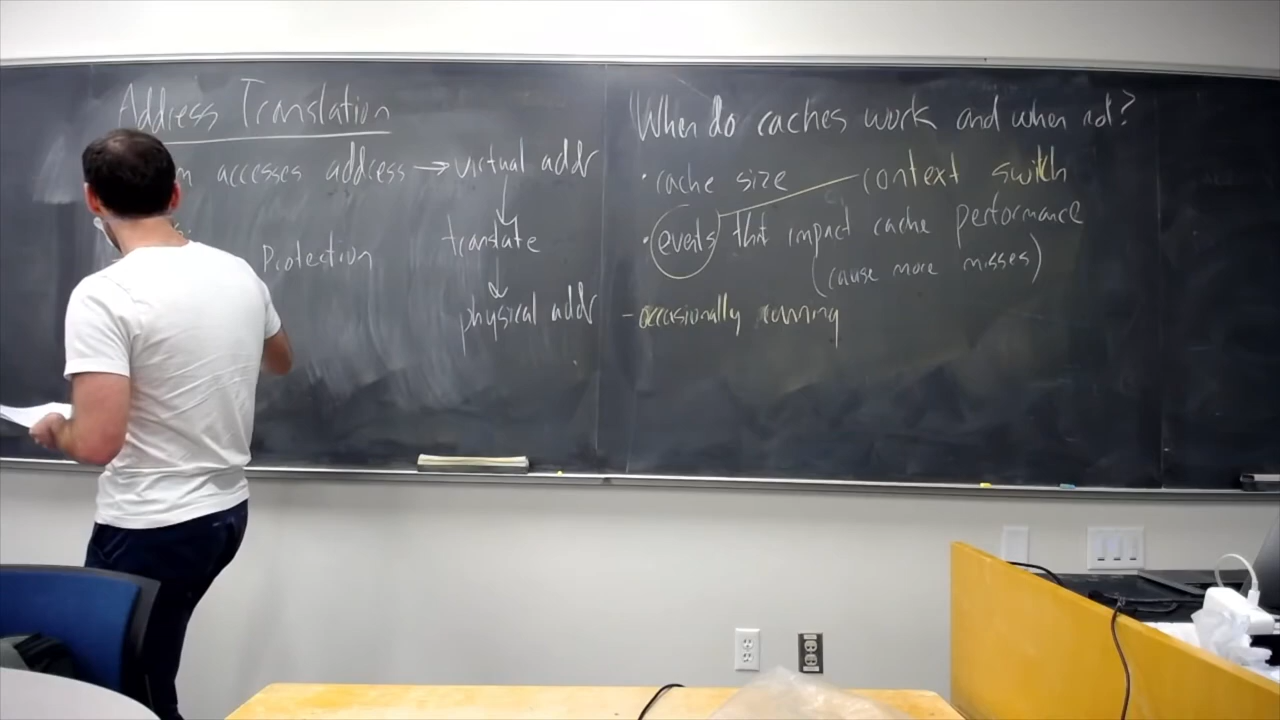 Address Translation
accesses address → virtual addr
translate
Protection
physical addr
When do caches work and when not?
· cache size
context switch
· events that impact cache performance
(cause more misses)
- occasionally running